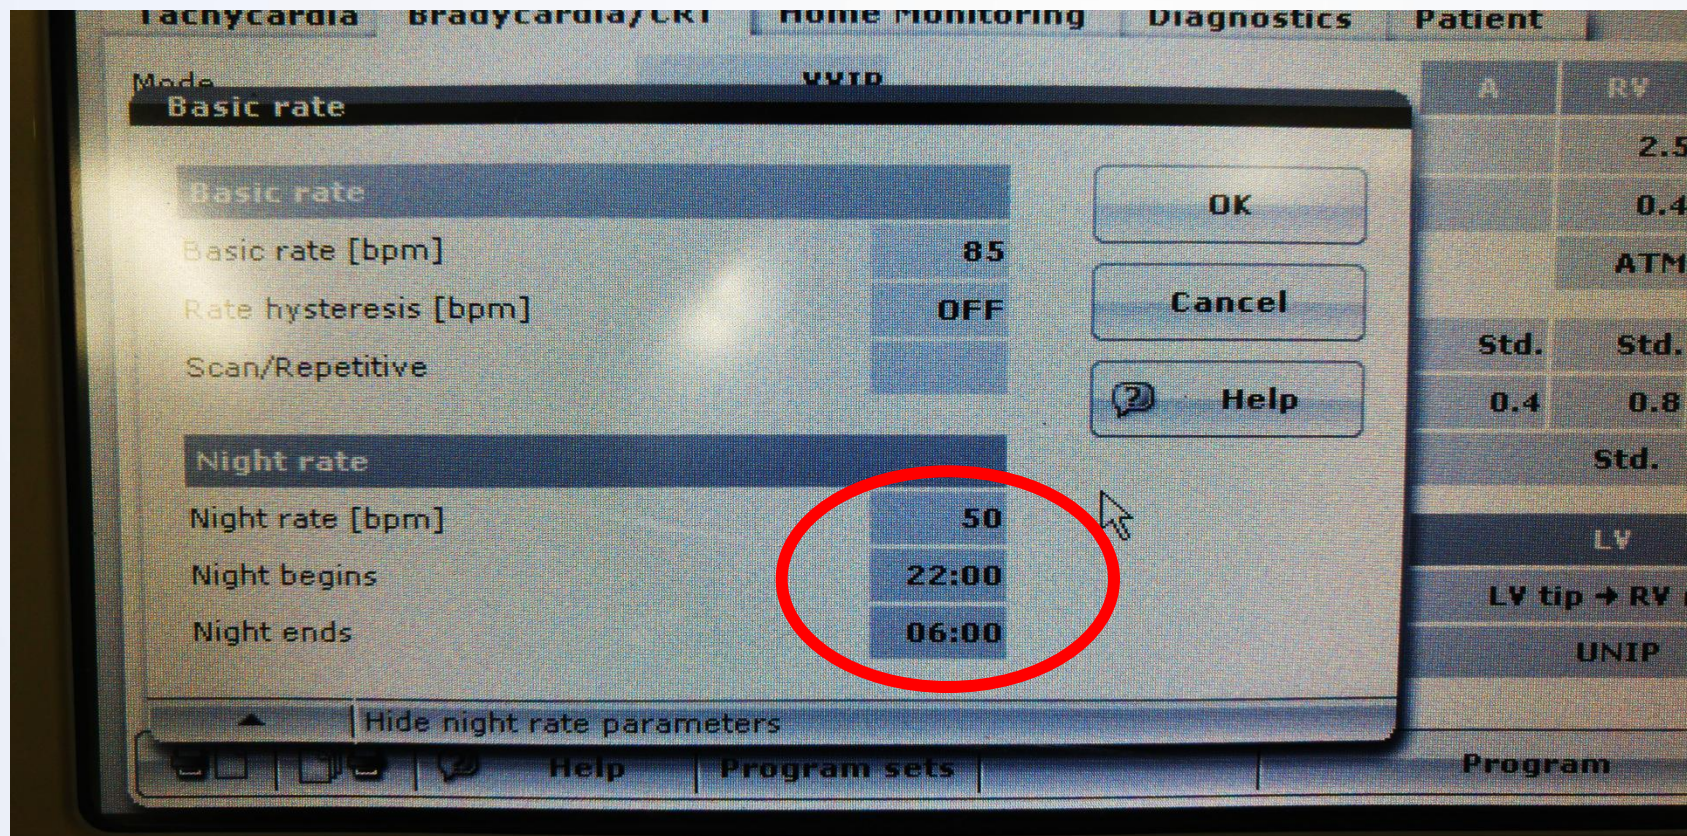 Tachycardia Bradycardia/CRT Home Monitoring Diagnostics Patient
Mode VVIR
Basic rate
A RV
Basic rate
2.5
OK
0.4
Basic rate [bpm] 85
ATM
Rate hysteresis [bpm] OFF
Cancel
Std. Std.
Scan/Repetitive
Help
0.4 0.8
Night rate
Std.
Night rate [bpm] 50
LV
Night begins 22:00
LV tip → RV
Night ends 06:00
UNIP
Hide night rate parameters
Help Program sets Program